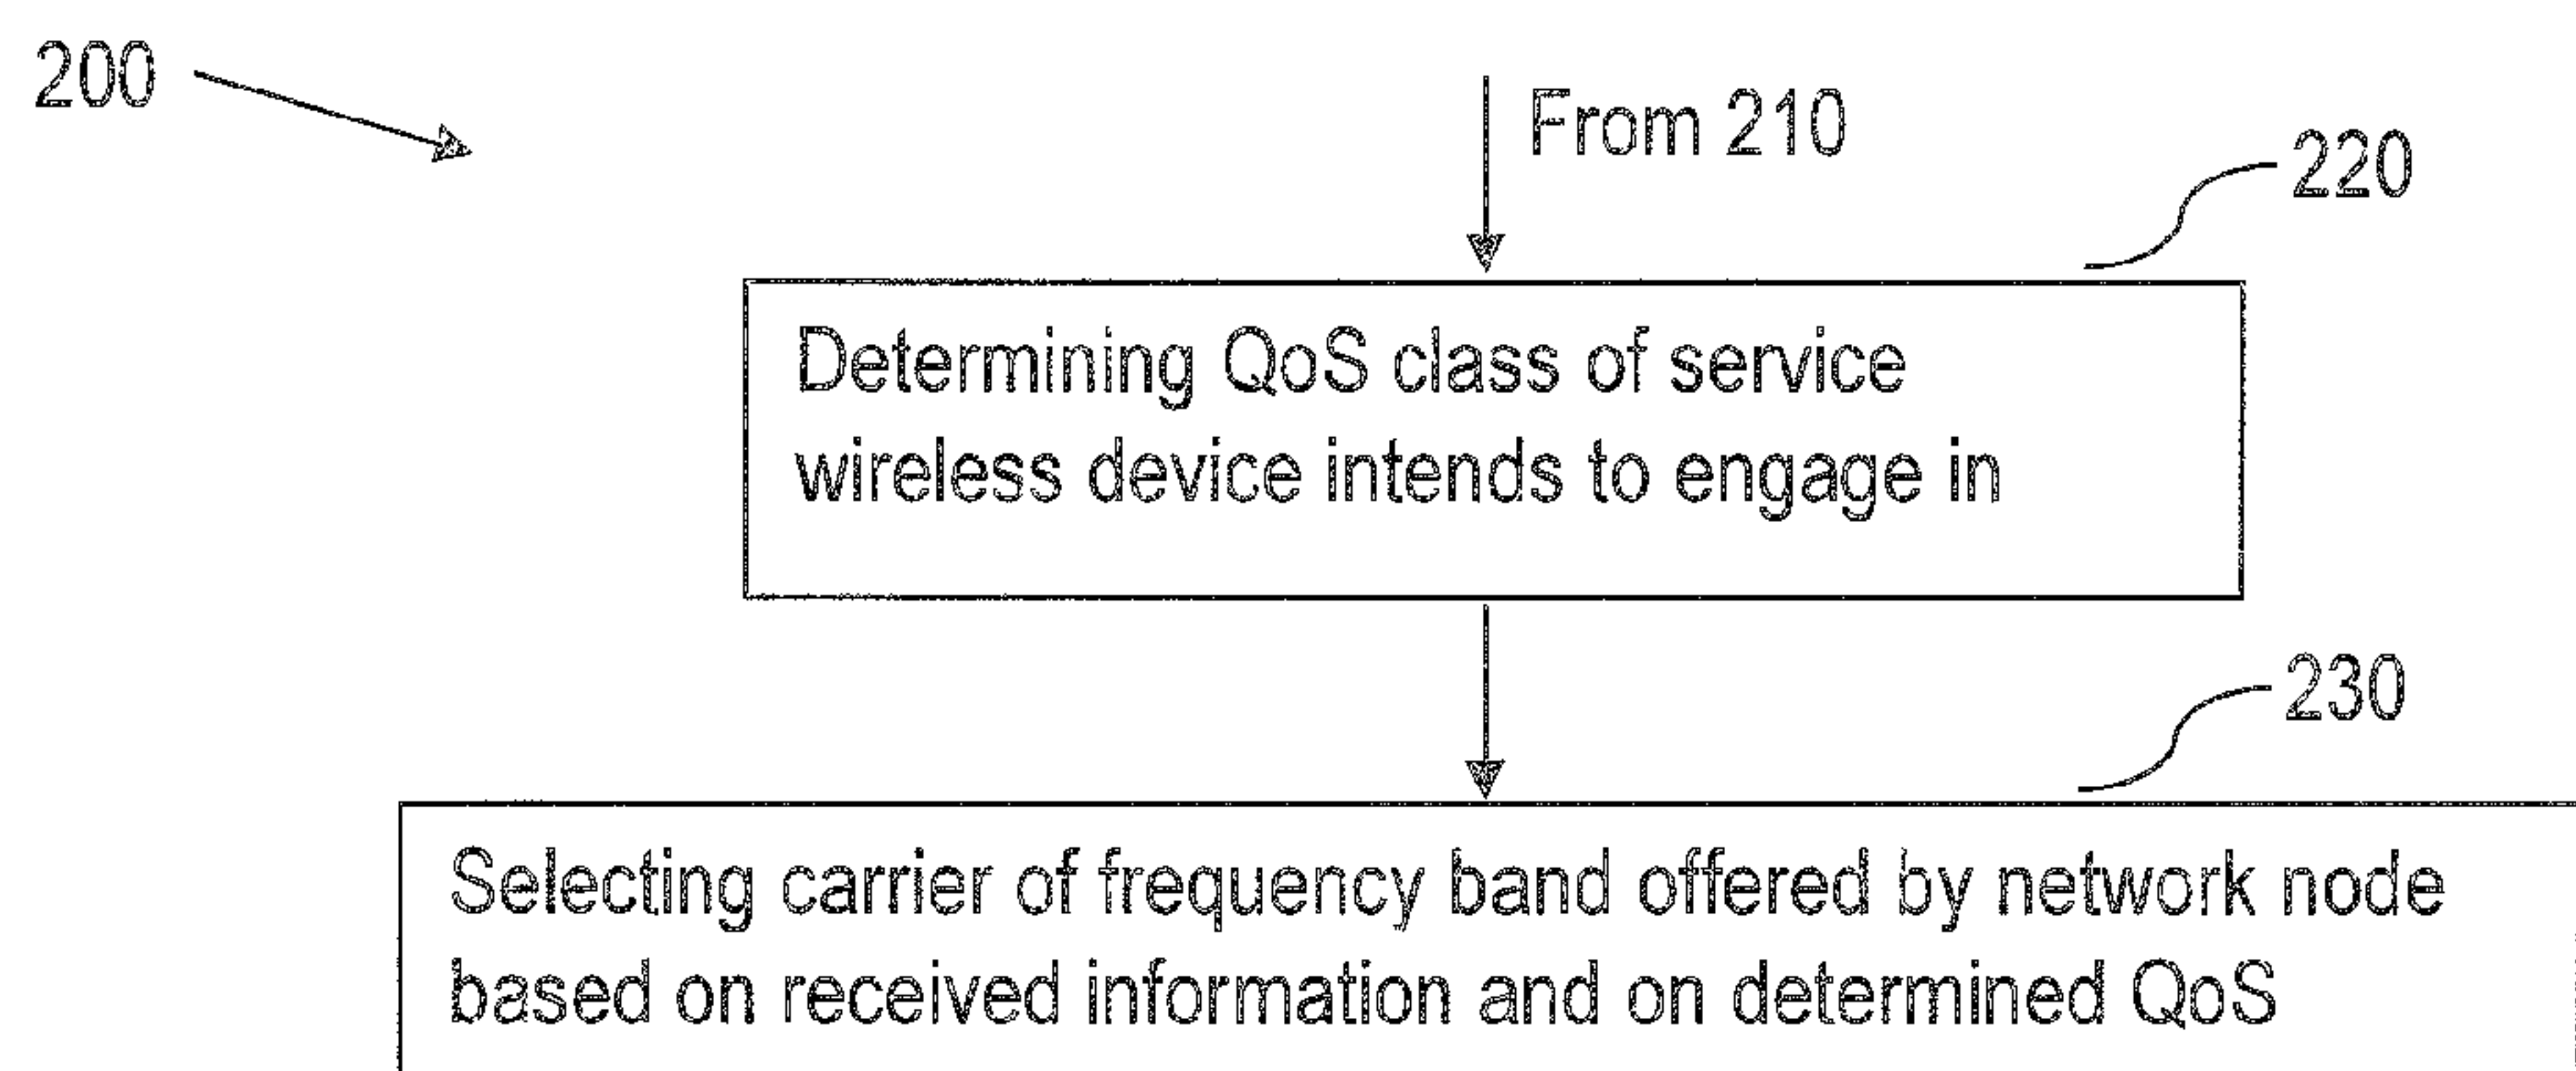 200
From 210
220
Determining QoS class of service
wireless device intends to engage in
230
Selecting carrier of frequency band offered by network node
based on received information and on determined QoS